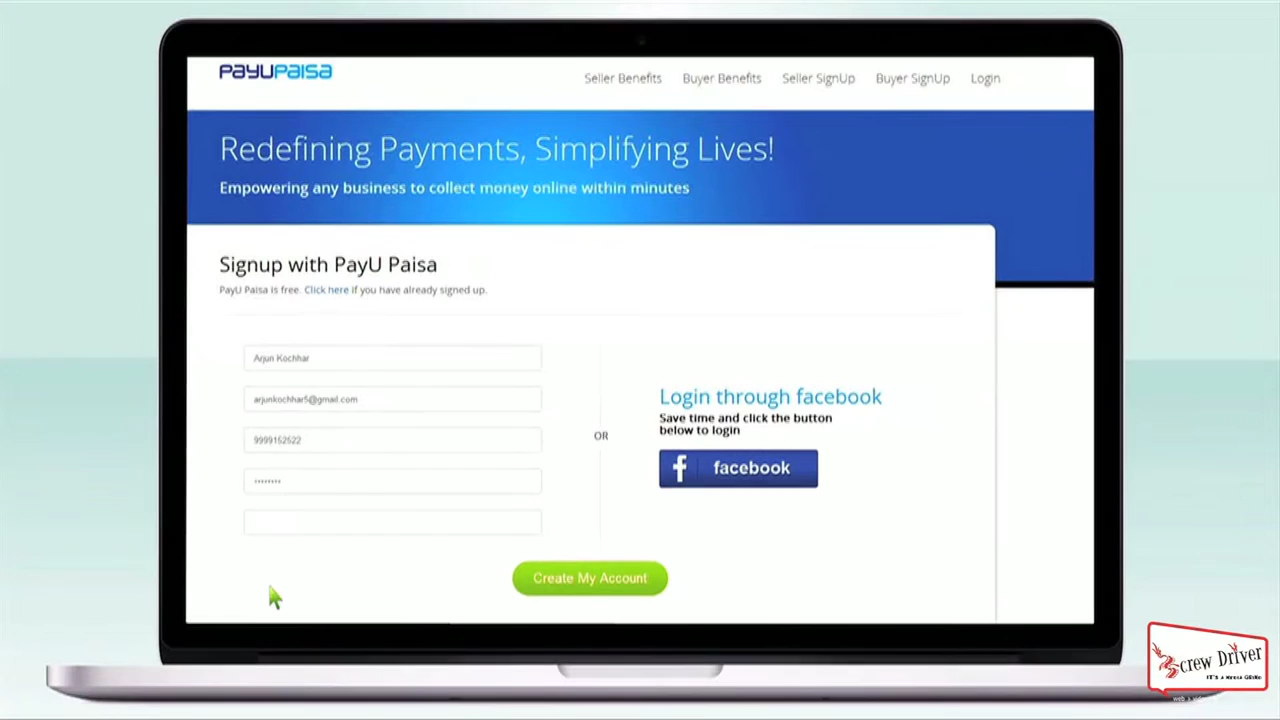 PayUPaisa
Seller Benefits Buyer Benefits Seller SignUp Buyer SignUp Login
Redefining Payments, Simplifying Lives!
Empowering any business to collect money online within minutes
Signup with PayU Paisa
PayU Paisa is free. Click here if you have already signed up.
Arjun Kochhar
arjunkochhar5@gmail.com
9999152522
••••••••
OR
Login through facebook
Save time and click the button
below to login
f facebook
Create My Account
Screw Driver
IT'S A MEDIA GRIND